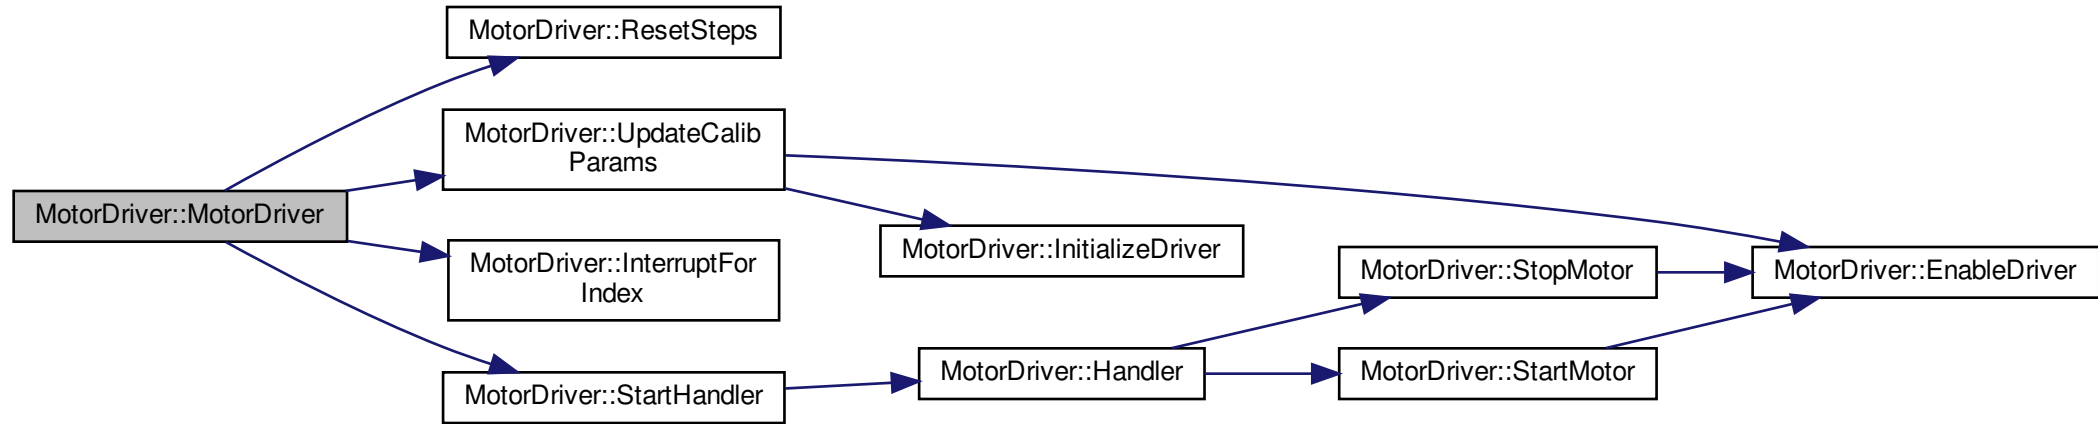 MotorDriver::ResetSteps
MotorDriver::UpdateCalib
Params
MotorDriver::MotorDriver
MotorDriver::InterruptFor
Index
MotorDriver::StartHandler
MotorDriver::InitializeDriver
MotorDriver::Handler
MotorDriver::StopMotor
MotorDriver::StartMotor
MotorDriver::EnableDriver